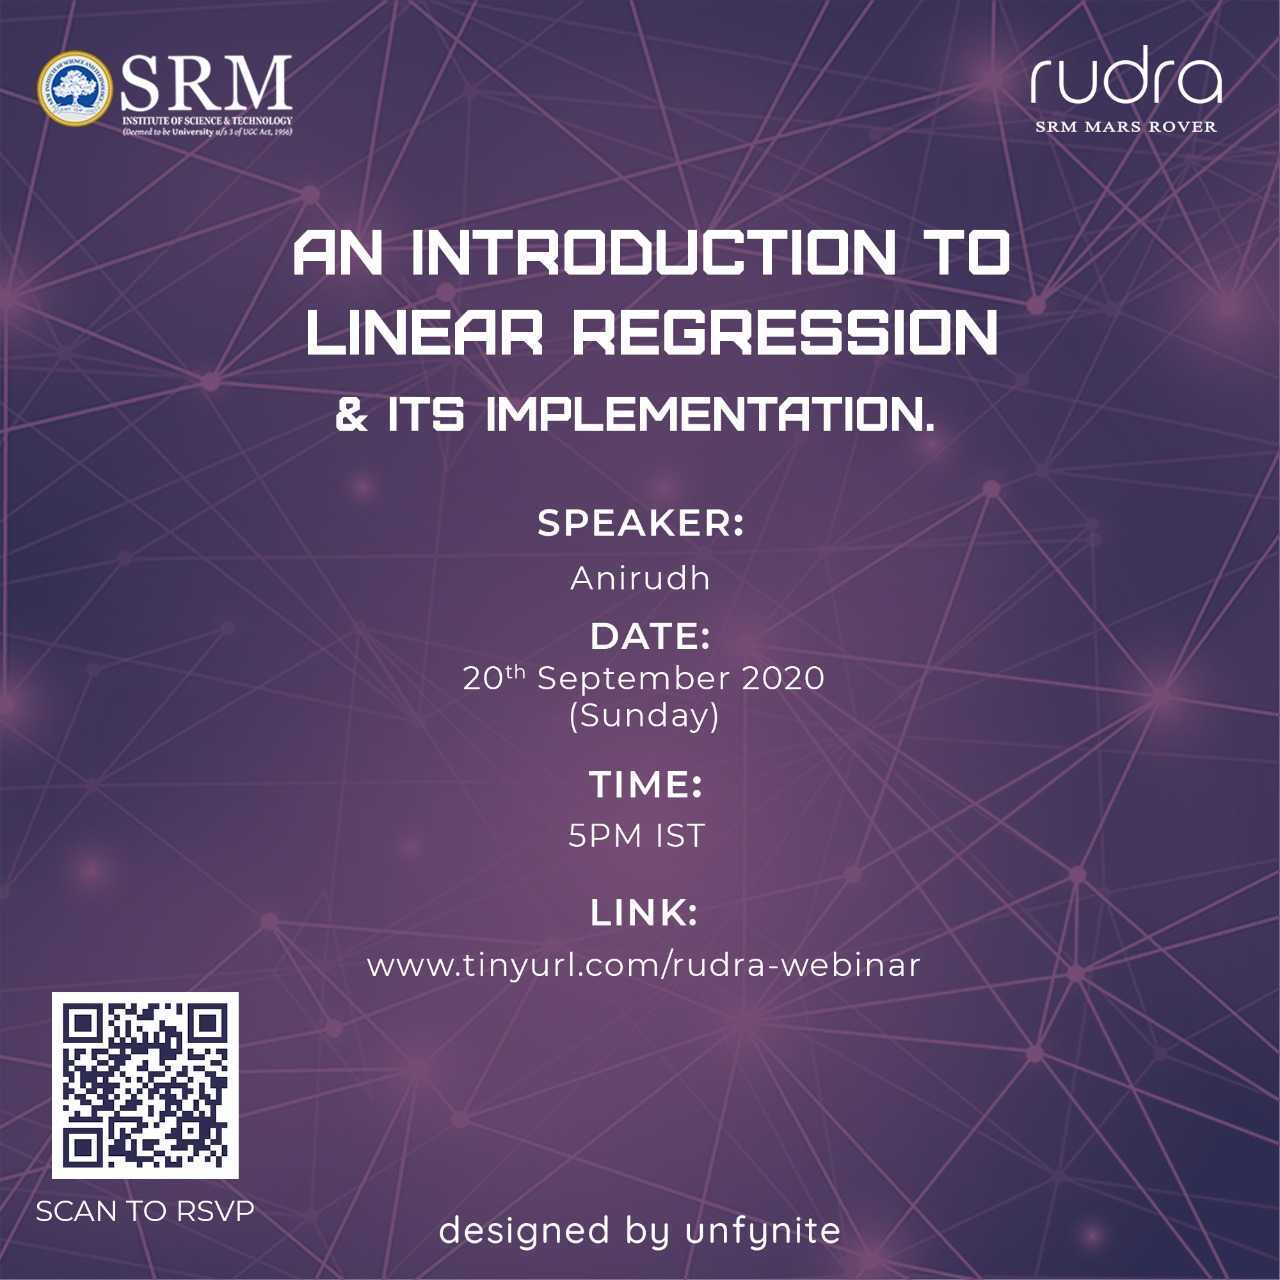 SRM
INSTITUTE OF SCIENCE & TECHNOLOGY
(Deemed to be University u/s 3 of UGC Act, 1956)
rudra
SRM MARS ROVER
AN INTRODUCTION TO
LINEAR REGRESSION
& ITS IMPLEMENTATION.
SPEAKER:
Anirudh
DATE:
20th September 2020
(Sunday)
TIME:
5PM IST
LINK:
www.tinyurl.com/rudra-webinar
SCAN TO RSVP
designed by unfynite